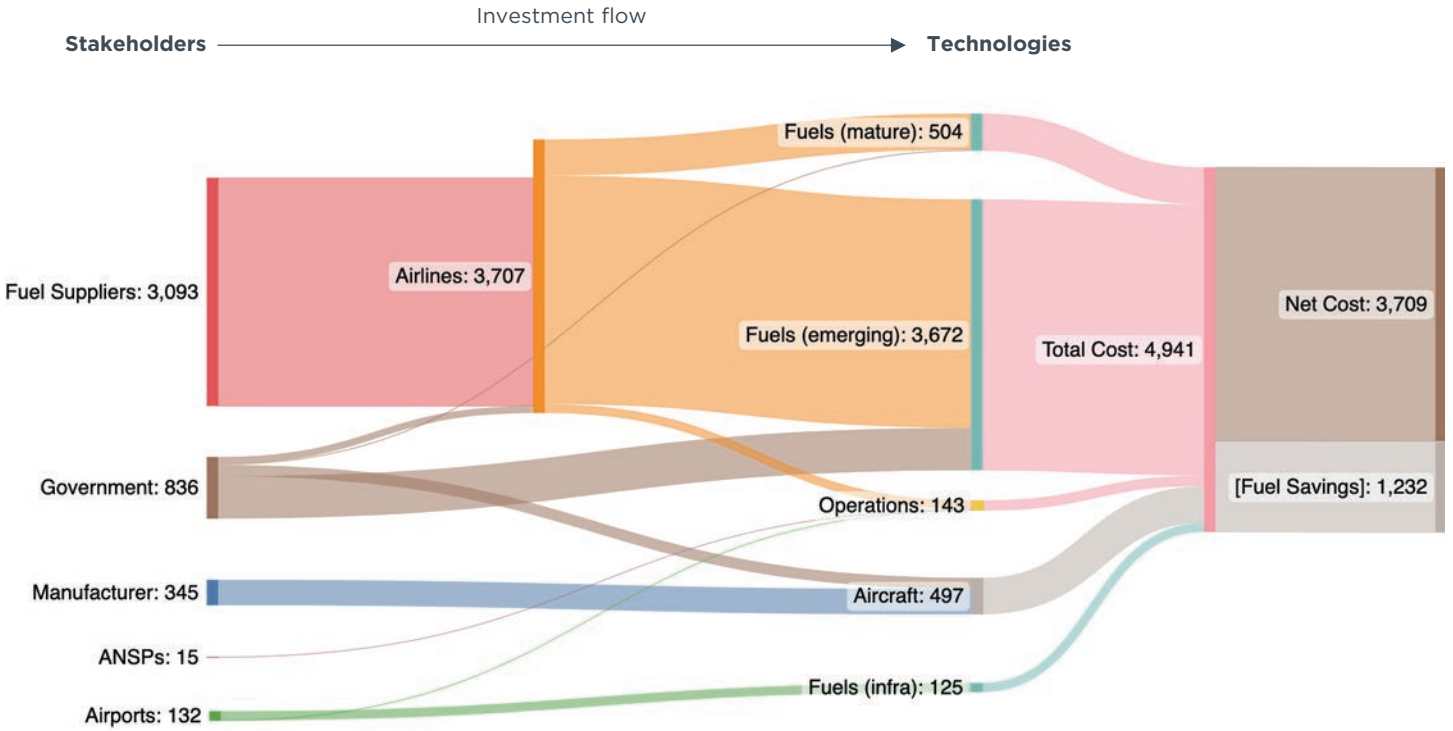 Investment flow
Stakeholders
Technologies
Fuels (mature): 504
Airlines: 3,707
Fuel Suppliers: 3,093
Net Cost: 3,709
Fuels (emerging): 3,672
Total Cost: 4,941
Government: 836
[Fuel Savings]: 1,232
Operations: 143
Manufacturer: 345
Aircraft: 497
ANSPs: 15
Fuels (infra): 125
Airports: 132